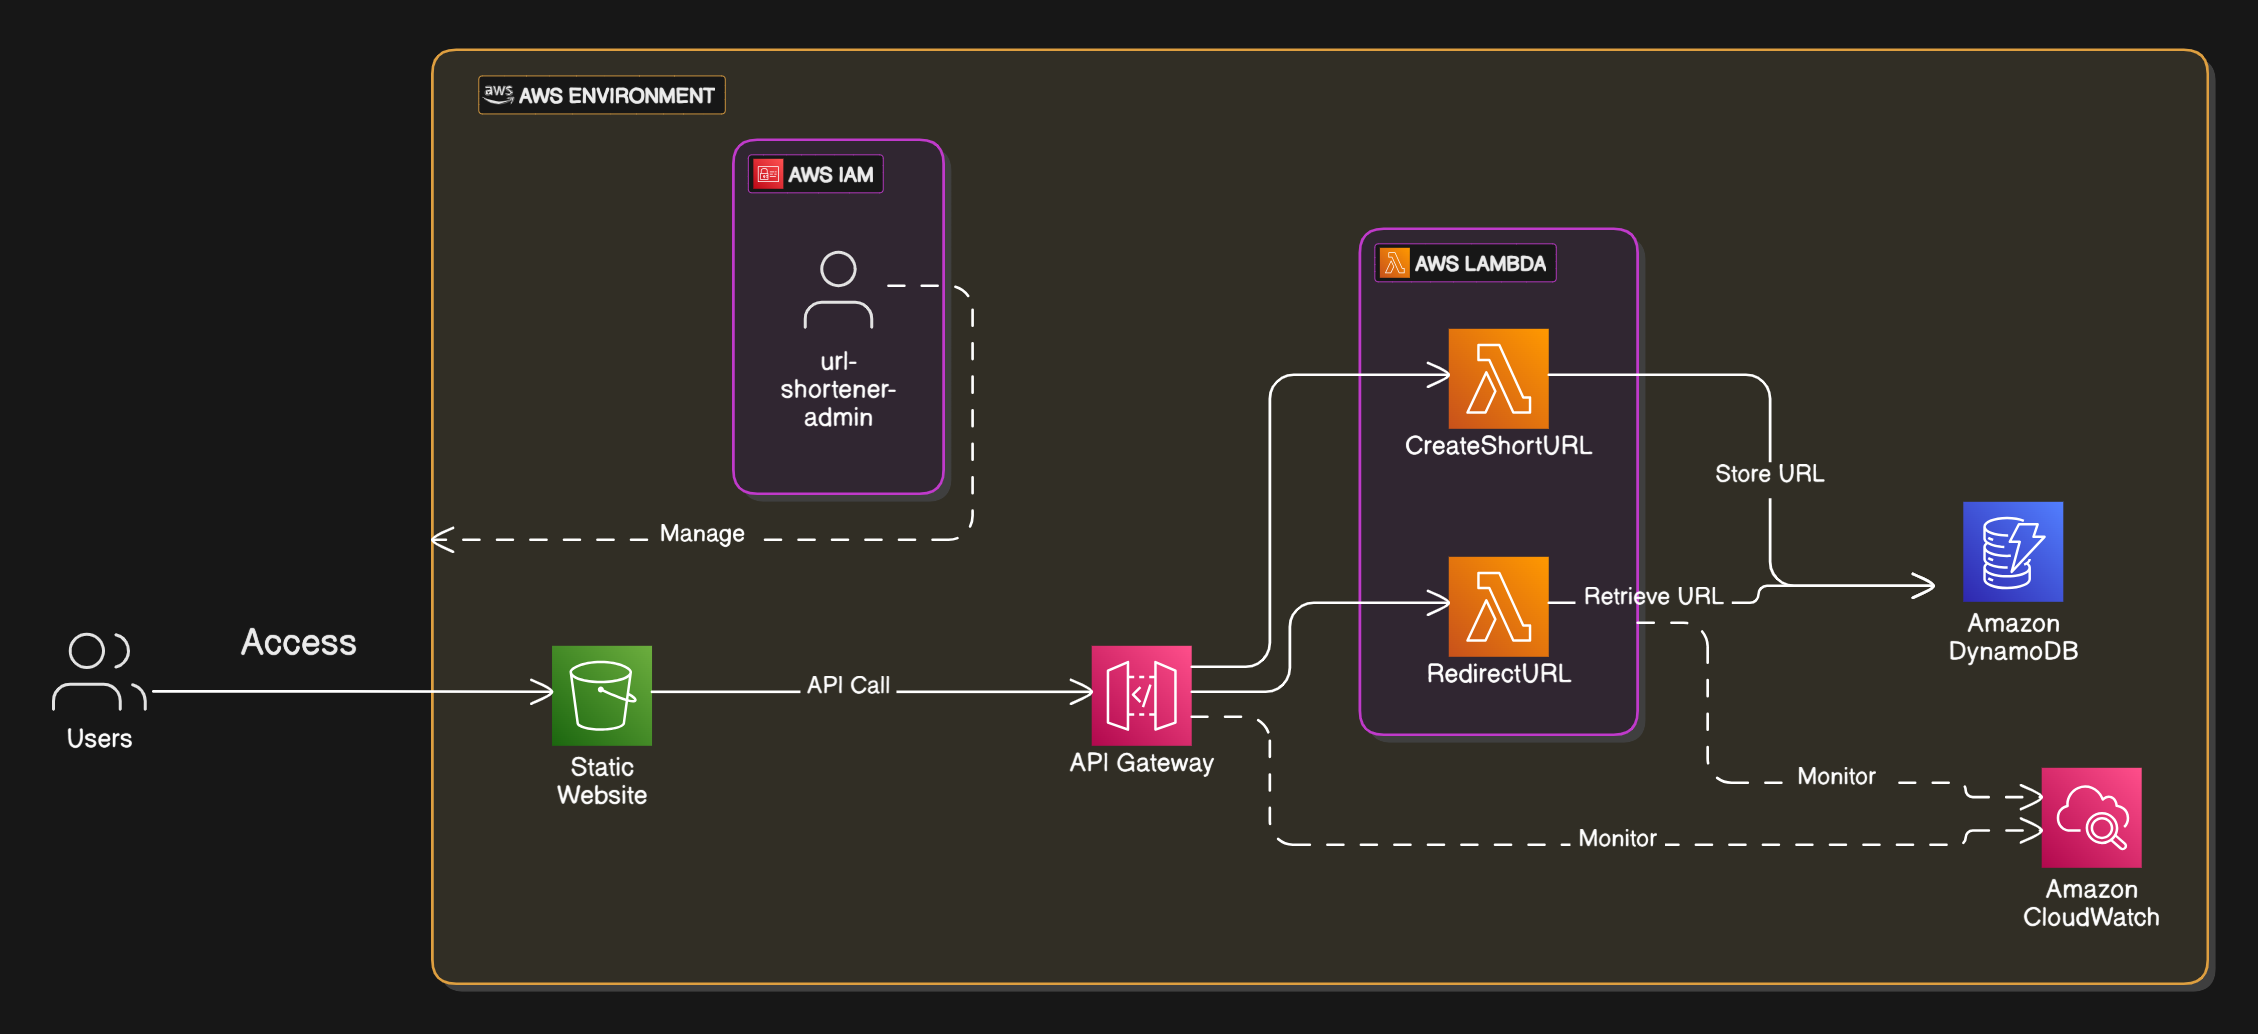 aws AWS ENVIRONMENT
AWS IAM
url-
shortener-
admin
Manage
AWS LAMBDA
CreateShortURL
Store URL
Retrieve URL
RedirectURL
Amazon
DynamoDB
Access
Users
Static
Website
API Call
API Gateway
Monitor
Monitor
Amazon
CloudWatch